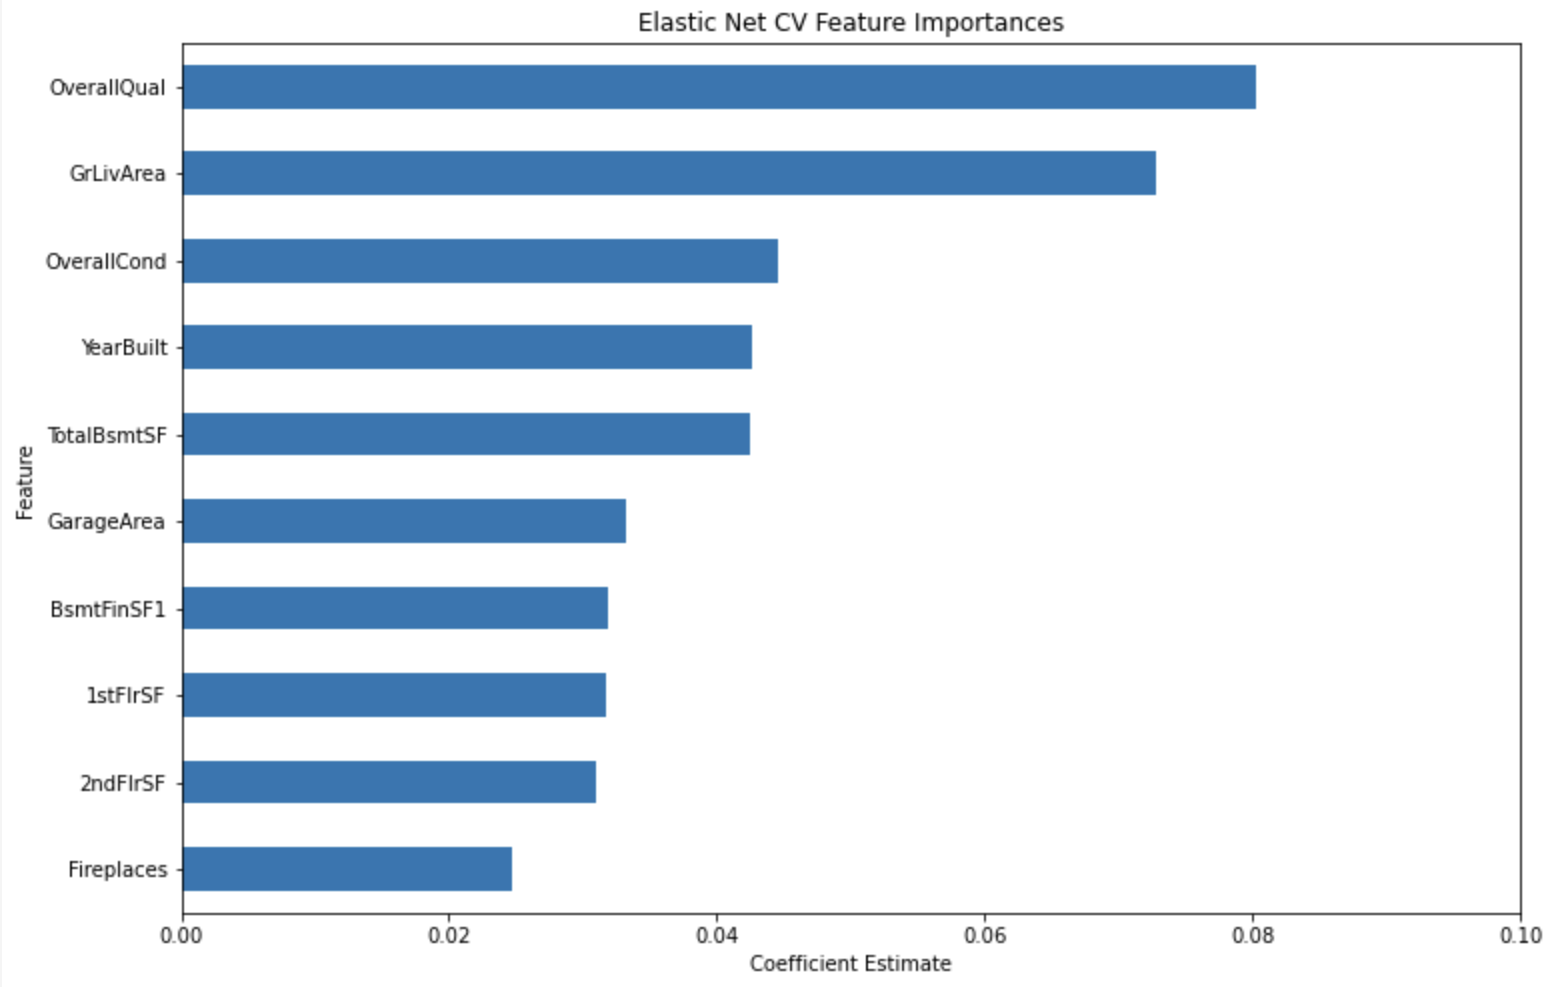 Elastic Net CV Feature Importances
OverallQual
GrLivArea
OverallCond
YearBuilt
TotalBsmtSF
GarageArea
BsmtFinSF1
1stFlrSF
2ndFlrSF
Fireplaces
Feature
0.00 0.02 0.04 0.06 0.08 0.10
Coefficient Estimate